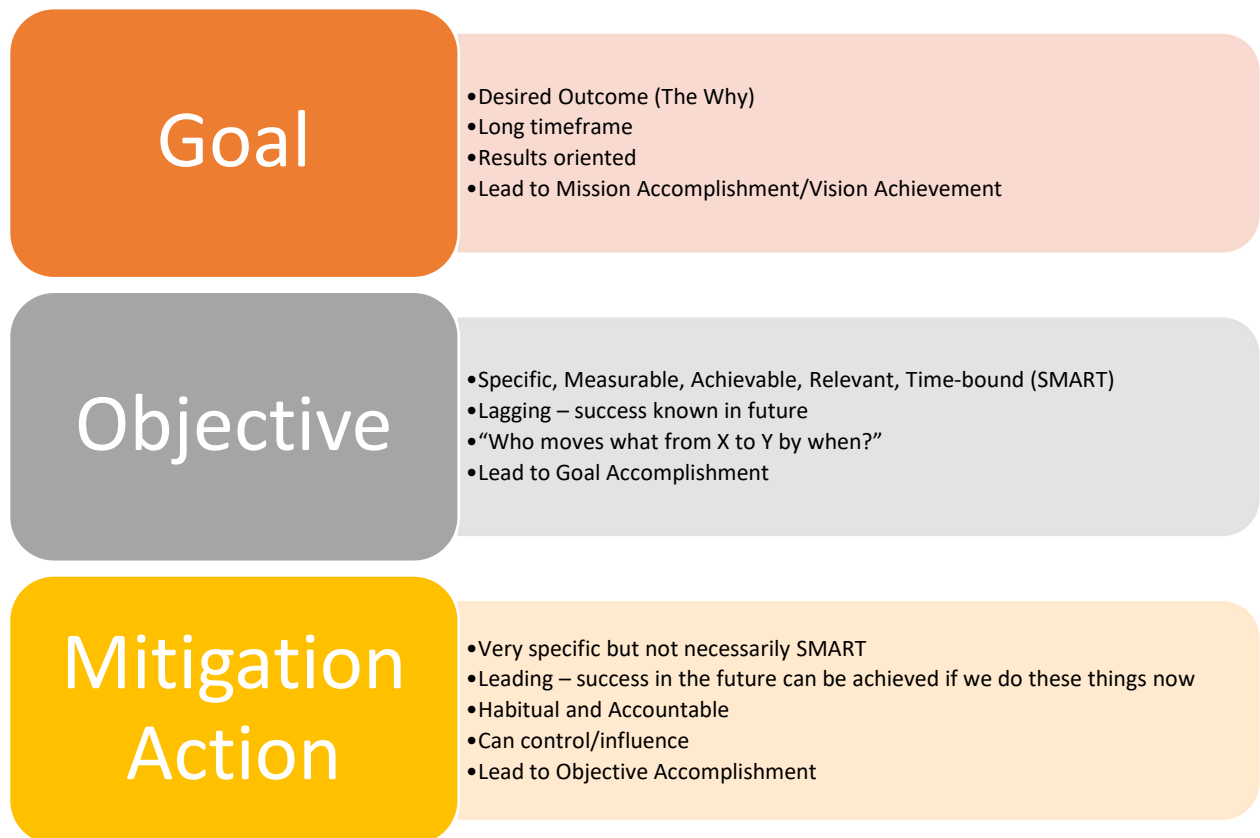 Goal
•Desired Outcome (The Why)
•Long timeframe
•Results oriented
•Lead to Mission Accomplishment/Vision Achievement
Objective
•Specific, Measurable, Achievable, Relevant, Time-bound (SMART)
•Lagging – success known in future
•“Who moves what from X to Y by when?”
•Lead to Goal Accomplishment
Mitigation
Action
•Very specific but not necessarily SMART
•Leading – success in the future can be achieved if we do these things now
•Habitual and Accountable
•Can control/influence
•Lead to Objective Accomplishment